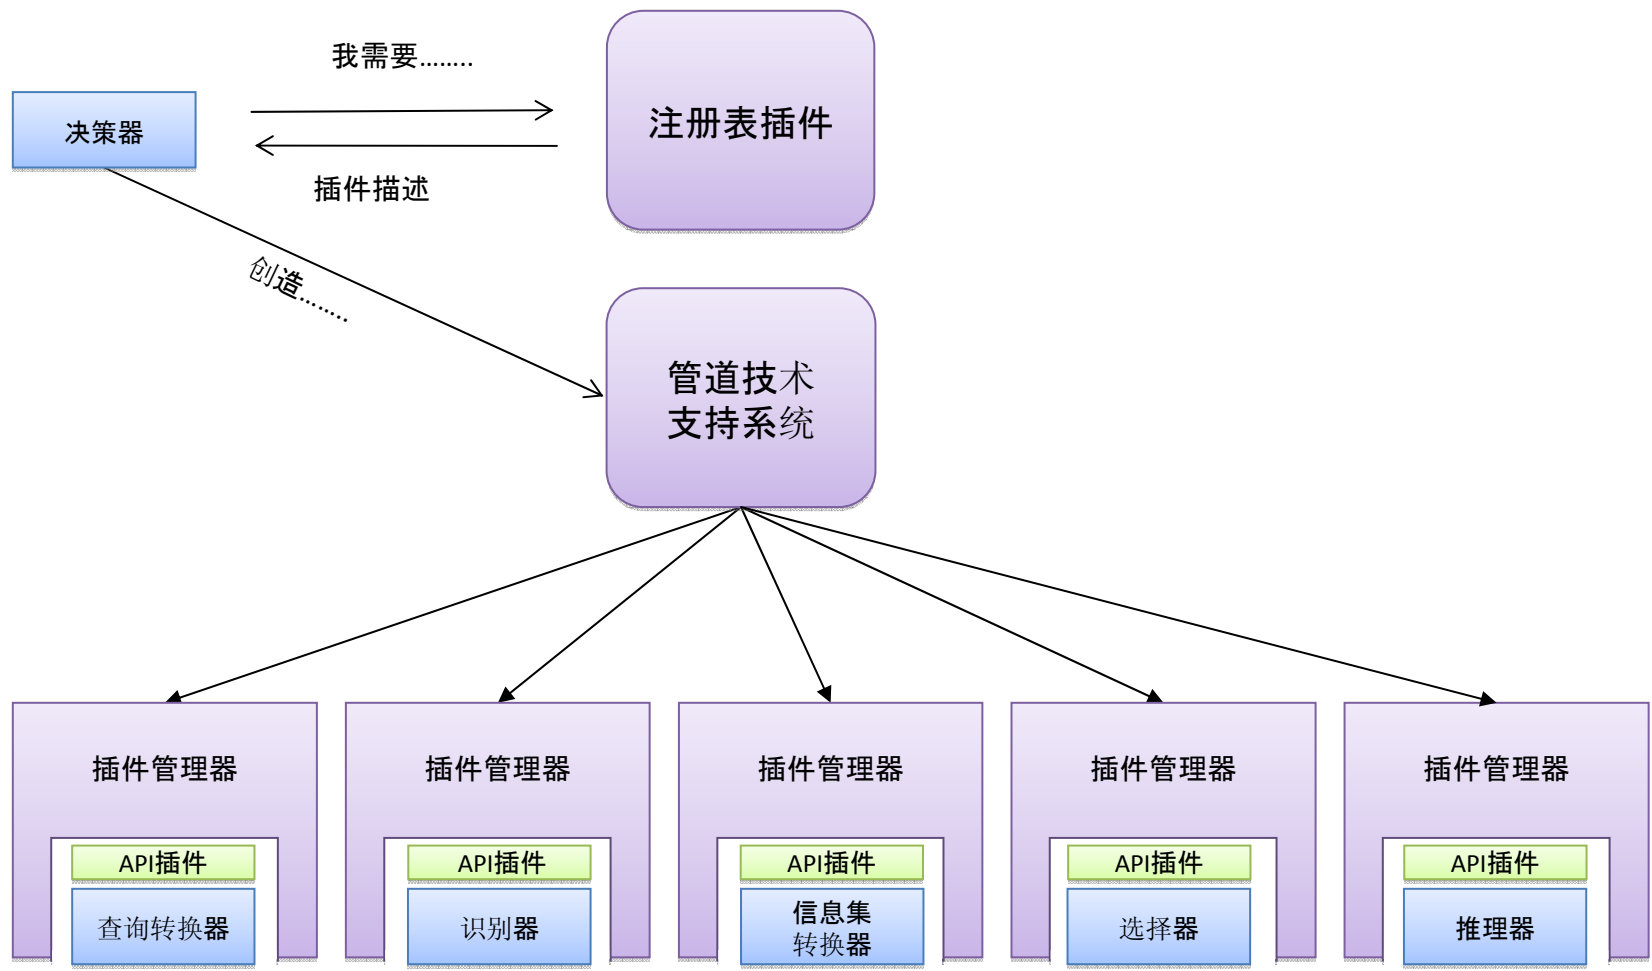 我需要........
注册表插件
决策器
插件描述
创造........
管道技术
支持系统
插件管理器
插件管理器
插件管理器
插件管理器
插件管理器
API插件
API插件
API插件
API插件
API插件
查询转换器
识别器
信息集
转换器
选择器
推理器